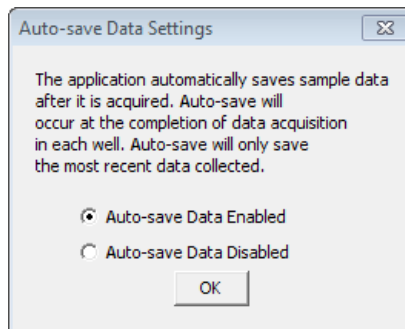 Auto-save Data Settings
The application automatically saves sample data
after it is acquired. Auto-save will
occur at the completion of data acquisition
in each well. Auto-save will only save
the most recent data collected.
Auto-save Data Enabled
Auto-save Data Disabled
OK